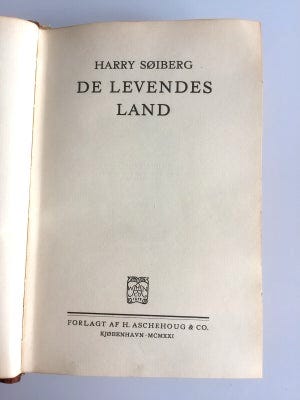 HARRY SØIBERG
DE LEVENDES
LAND
FORLAGT AF H. ASCHEHOUG & CO.
KJØBENHAVN - MCMXXI